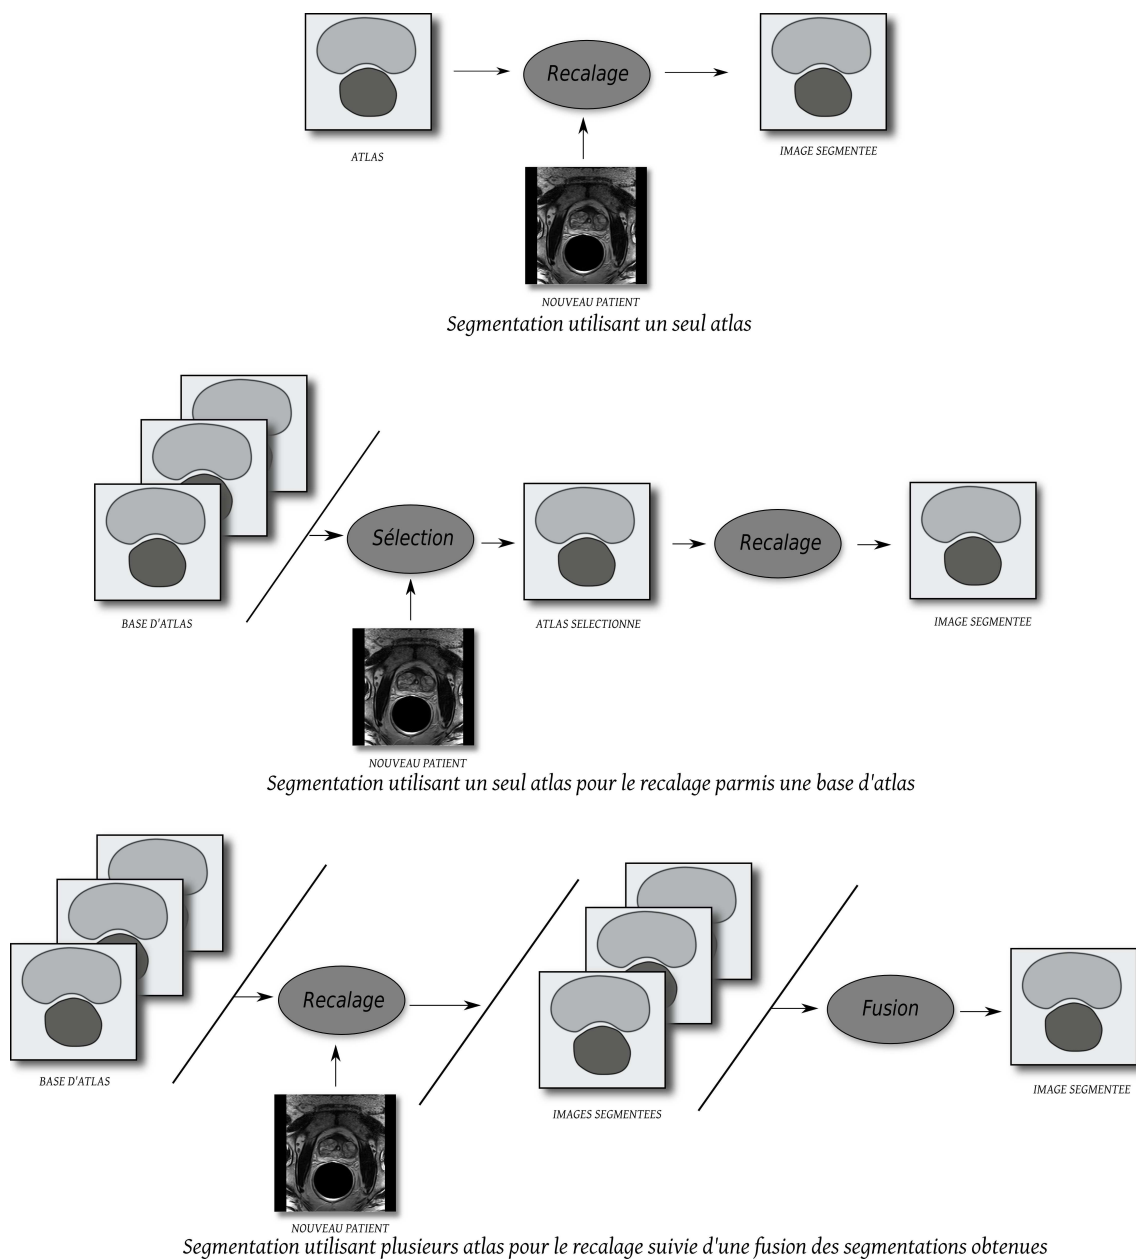 Recalage
ATLAS
IMAGE SEGMENTEE
NOUVEAU PATIENT
Segmentation utilisant un seul atlas
Sélection
Recalage
BASE D'ATLAS
ATLAS SELECTIONNE
IMAGE SEGMENTEE
NOUVEAU PATIENT
Segmentation utilisant un seul atlas pour le recalage parmis une base d'atlas
Recalage
Fusion
BASE D'ATLAS
IMAGES SEGMENTEES
IMAGE SEGMENTEE
NOUVEAU PATIENT
Segmentation utilisant plusieurs atlas pour le recalage suivie d'une fusion des segmentations obtenues